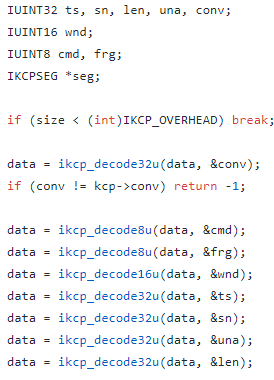 IUINT32 ts, sn, len, una, conv;
IUINT16 wnd;
IUINT8 cmd, frg;
IKCPSEG *seg;
if (size < (int)IKCP_OVERHEAD) break;
data = ikcp_decode32u(data, &conv);
if (conv != kcp->conv) return -1;
data = ikcp_decode8u(data, &cmd);
data = ikcp_decode8u(data, &frg);
data = ikcp_decode16u(data, &wnd);
data = ikcp_decode32u(data, &ts);
data = ikcp_decode32u(data, &sn);
data = ikcp_decode32u(data, &una);
data = ikcp_decode32u(data, &len);